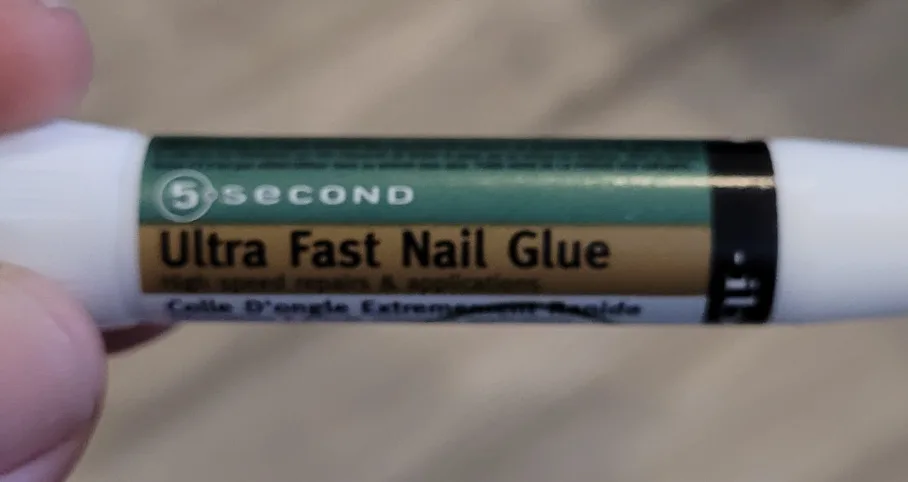 5 SECOND
Ultra Fast Nail Glue
High speed repairs & applications
Colle D'ongle Extremement Rapide